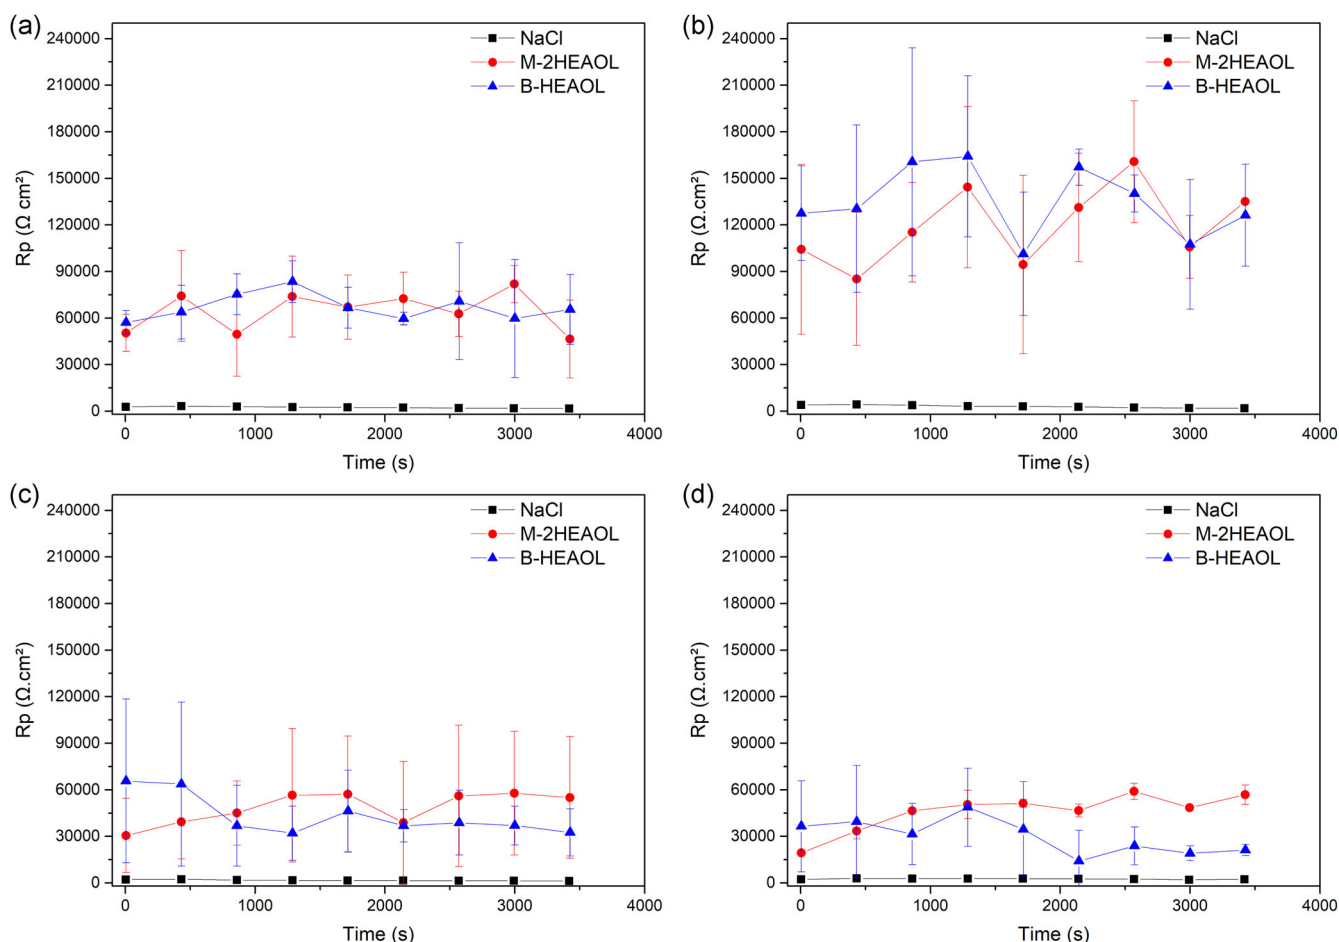 (a)
240000
210000
180000
150000
120000
90000
60000
30000
0
Rp (Ω cm²)
NaCl
M-2HEAOL
B-HEAOL
0 1000 2000 3000 4000
Time (s)
(b)
240000
210000
180000
150000
120000
90000
60000
30000
0
Rp (Ω cm²)
NaCl
M-2HEAOL
B-HEAOL
0 1000 2000 3000 4000
Time (s)
(c)
240000
210000
180000
150000
120000
90000
60000
30000
0
Rp (Ω.cm²)
NaCl
M-2HEAOL
B-HEAOL
0 1000 2000 3000 4000
Time (s)
(d)
240000
210000
180000
150000
120000
90000
60000
30000
0
Rp (Ω.cm²)
NaCl
M-2HEAOL
B-HEAOL
0 1000 2000 3000 4000
Time (s)